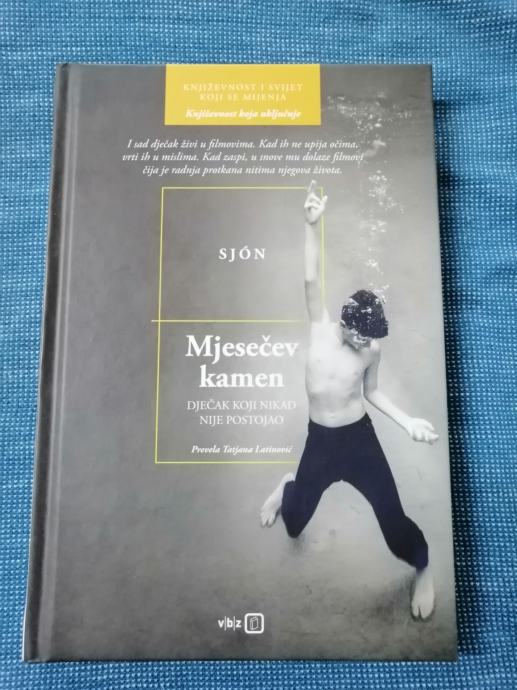 KNJIŽEVNOST I SVIJET
KOJI SE MIJENJA
Književnost koja uključuje
I sad dječak živi u filmovima. Kad ih ne upija očima,
vrti ih u mislima. Kad zaspi, u snove mu dolaze filmovi
čija je radnja protkana nitima njegova života.
SJÓN
Mjesečev
kamen
DJEČAK KOJI NIKAD
NIJE POSTOJAO
Prevela Tatjana Latinović
v|b|z